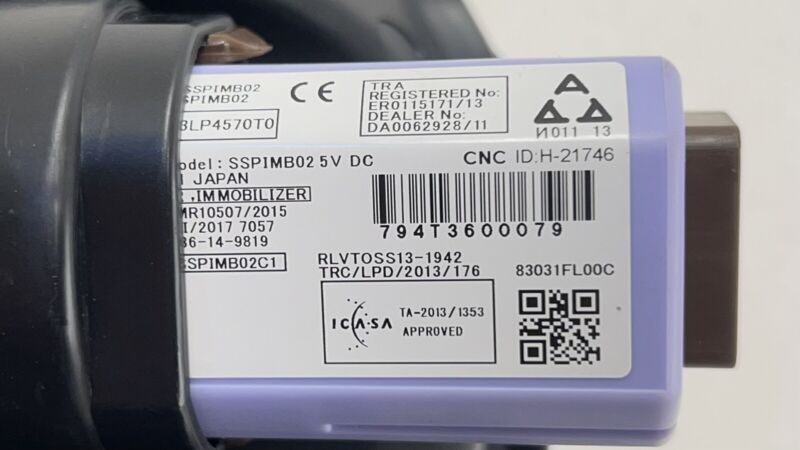 SSPIMB02
SPIMB02
3LP4570T0
CE
TRA
REGISTERED No:
ER0115171/13
DEALER No:
DA0062928/11
И011 13
odel: SSPIMB02 5V DC
CNC ID:H-21746
JAPAN
,IMMOBILIZER
MR10507/2015
I/2017 7057
36-14-9819
SSPIMB02C1
794T3600079
RLVTOSS13-1942
TRC/LPD/2013/176
83031FL00C
ICASA
TA-2013/1353
APPROVED